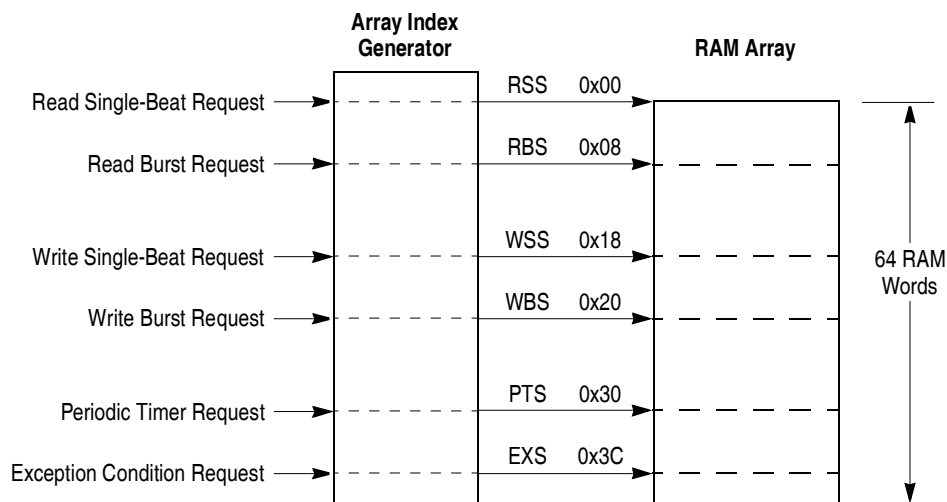 Array Index
Generator
RAM Array
Read Single-Beat Request RSS 0x00
Read Burst Request RBS 0x08
Write Single-Beat Request WSS 0x18
64 RAM
Words
Write Burst Request WBS 0x20
Periodic Timer Request PTS 0x30
Exception Condition Request EXS 0x3C